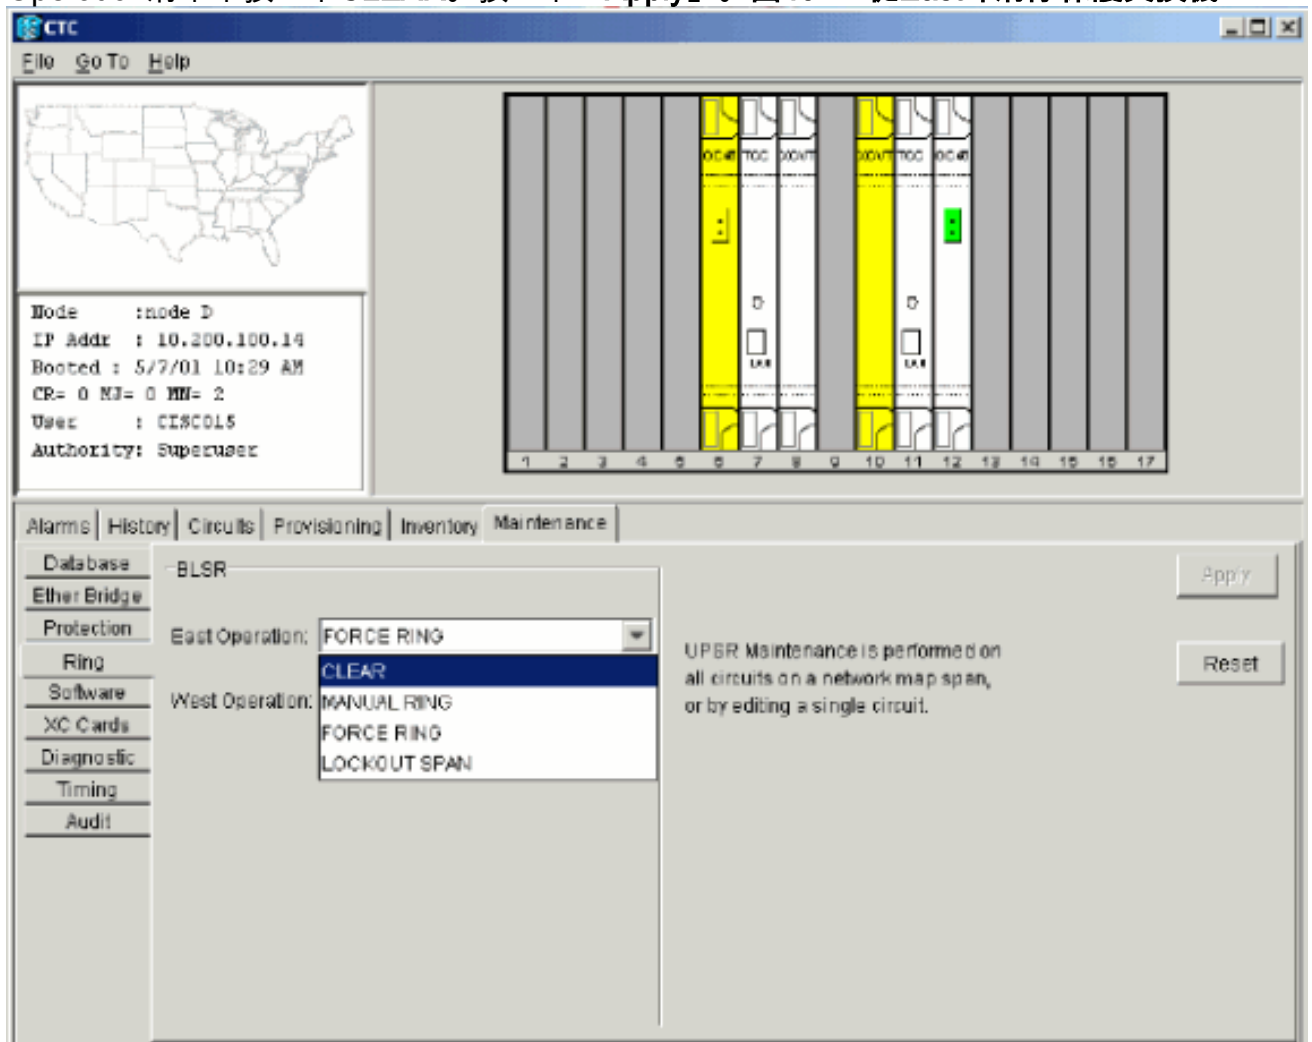 CTC
File Go To Help
OC48 TCC XCVT XCVT TCC OC48
Node :node D
IP Addr : 10.200.100.14
Booted : 5/7/01 10:29 AM
CR= 0 MJ= 0 MN= 2
User : CISCO15
Authority: Superuser
1 2 3 4 5 6 7 8 9 10 11 12 13 14 15 16 17
Alarms History Circuits Provisioning Inventory Maintenance
Database
Ether Bridge
Protection
Ring
Software
XC Cards
Diagnostic
Timing
Audit
BLSR
East Operation: FORCE RING
CLEAR
West Operation: MANUAL RING
FORCE RING
LOCKOUT SPAN
UPSR Maintenance is performed on
all circuits on a network map span,
or by editing a single circuit.
Apply
Reset